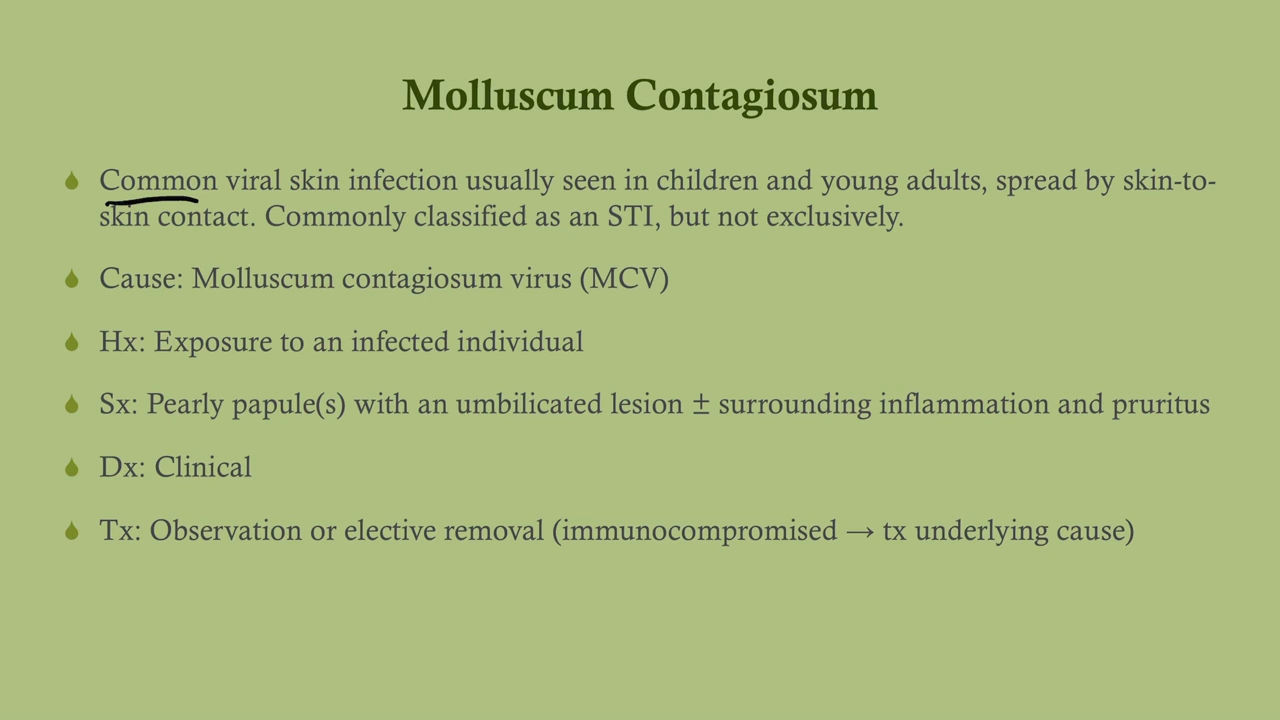 Molluscum Contagiosum
Common viral skin infection usually seen in children and young adults, spread by skin-to-
skin contact. Commonly classified as an STI, but not exclusively.
Cause: Molluscum contagiosum virus (MCV)
Hx: Exposure to an infected individual
Sx: Pearly papule(s) with an umbilicated lesion ± surrounding inflammation and pruritus
Dx: Clinical
Tx: Observation or elective removal (immunocompromised → tx underlying cause)